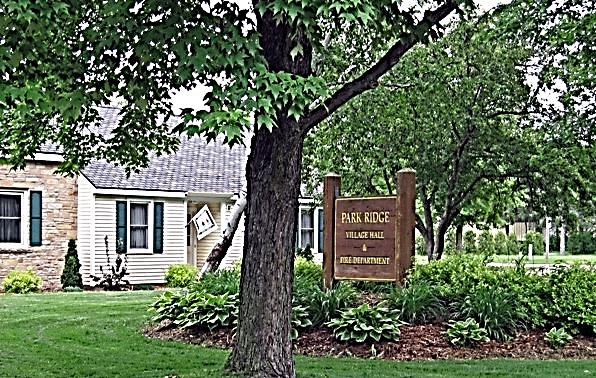 PARK RIDGE
VILLAGE HALL
&
FIRE DEPARTMENT